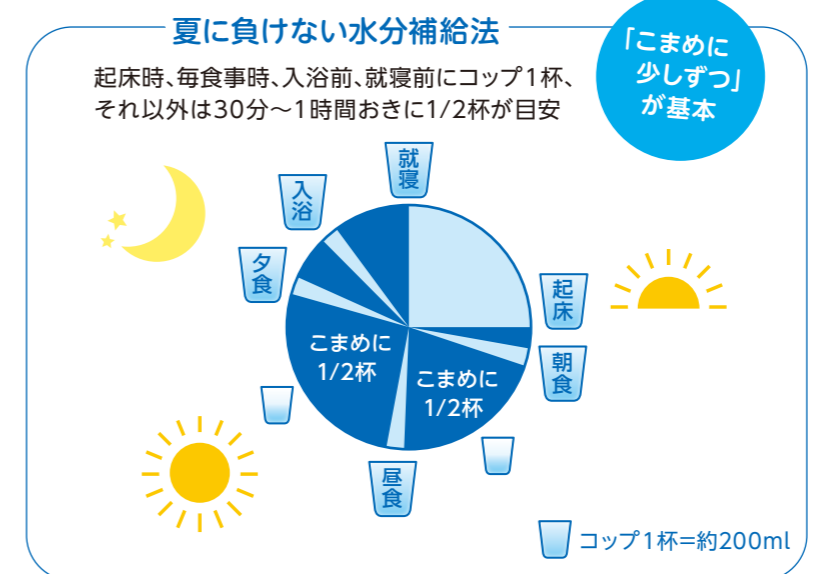 夏に負けない水分補給法
「こまめに
少しずつ」
が基本
起床時、毎食事時、入浴前、就寝前にコップ1杯、
それ以外は30分〜1時間おきに1/2杯が目安
就寝
入浴
夕食
起床
朝食
こまめに
1/2杯
こまめに
1/2杯
昼食
コップ1杯=約200ml